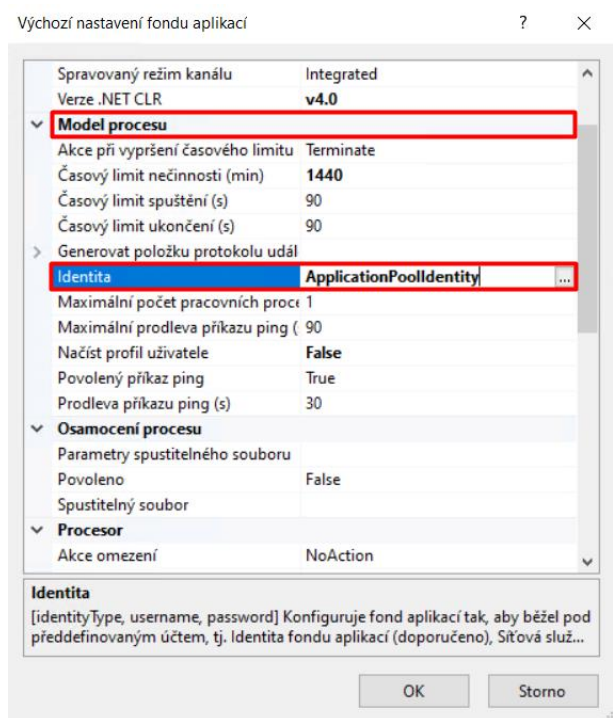 Výchozí nastavení fondu aplikací ?
Spravovaný režim kanálu Integrated
Verze .NET CLR v4.0
Model procesu
Akce při vypršení časového limitu Terminate
Časový limit nečinnosti (min) 1440
Časový limit spuštění (s) 90
Časový limit ukončení (s) 90
Generovat položku protokolu udál
Identita ApplicationPoolIdentity ...
Maximální počet pracovních proce 1
Maximální prodleva příkazu ping ( 90
Načíst profil uživatele False
Povolený příkaz ping True
Prodleva příkazu ping (s) 30
Osamocení procesu
Parametry spustitelného souboru
Povoleno False
Spustitelný soubor
Procesor
Akce omezení NoAction
Identita
[identityType, username, password] Konfiguruje fond aplikací tak, aby běžel pod
předdefinovaným účtem, tj. Identita fondu aplikací (doporučeno), Síťová služ...
OK Storno